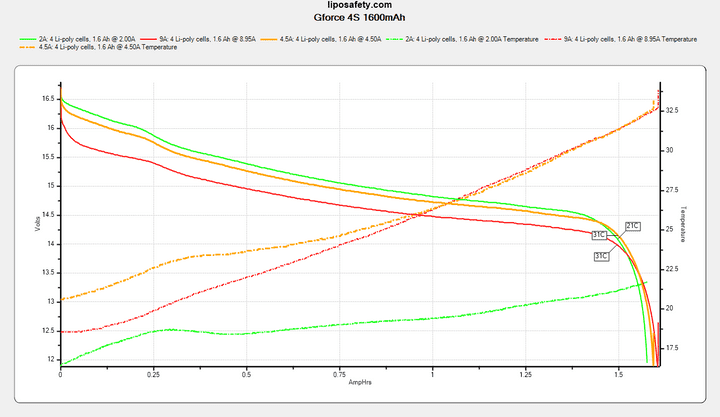 liposafety.com
Gforce 4S 1600mAh
2A: 4 Li-poly cells, 1.6 Ah @ 2.00A 9A: 4 Li-poly cells, 1.6 Ah @ 8.95A 4.5A: 4 Li-poly cells, 1.6 Ah @ 4.50A 2A: 4 Li-poly cells, 1.6 Ah @ 2.00A Temperature 9A: 4 Li-poly cells, 1.6 Ah @ 8.95A Temperature
4.5A: 4 Li-poly cells, 1.6 Ah @ 4.50A Temperature
16.5
32.5
16
15.5
30
15
27.5
14.5
Volts
31C
21C
25
Temperature
14
31C
13.5
22.5
13
20
12.5
17.5
12
0 0.25 0.5 0.75 1 1.25 1.5
AmpHrs